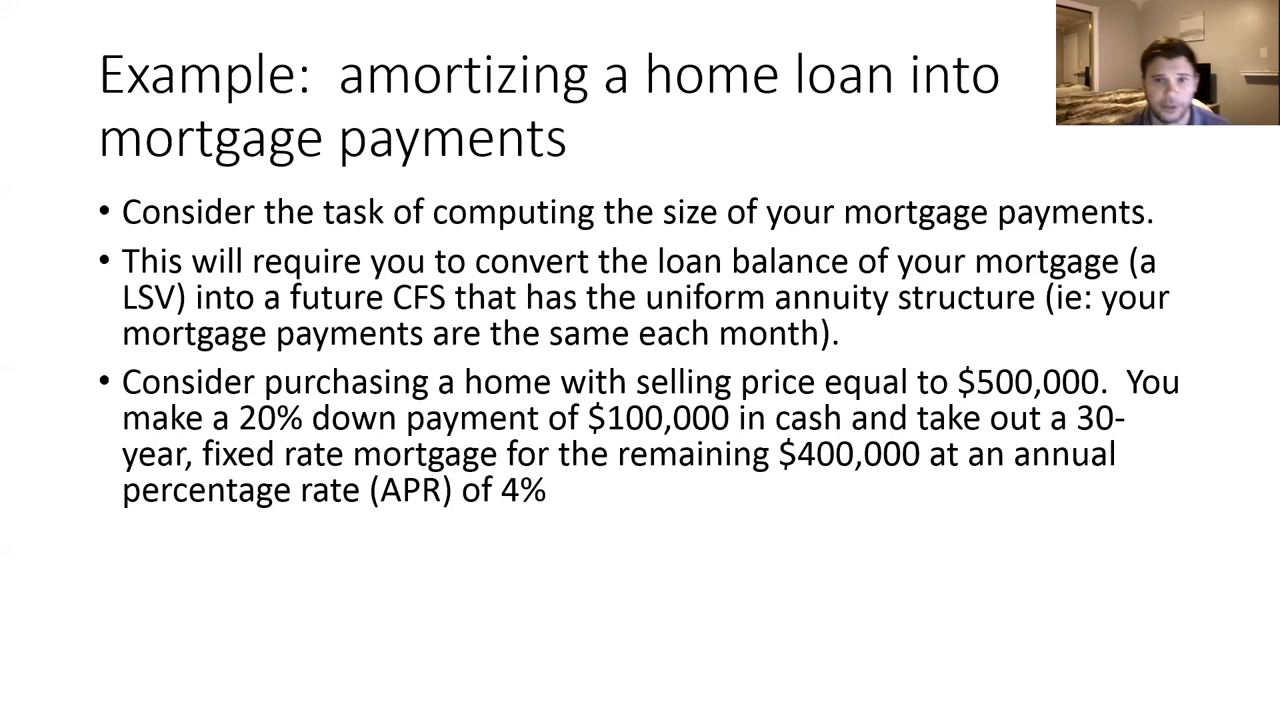 Example:  amortizing a home loan into
mortgage payments
• Consider the task of computing the size of your mortgage payments.
• This will require you to convert the loan balance of your mortgage (a
LSV) into a future CFS that has the uniform annuity structure (ie: your
mortgage payments are the same each month).
• Consider purchasing a home with selling price equal to $500,000.  You
make a 20% down payment of $100,000 in cash and take out a 30-
year, fixed rate mortgage for the remaining $400,000 at an annual
percentage rate (APR) of 4%